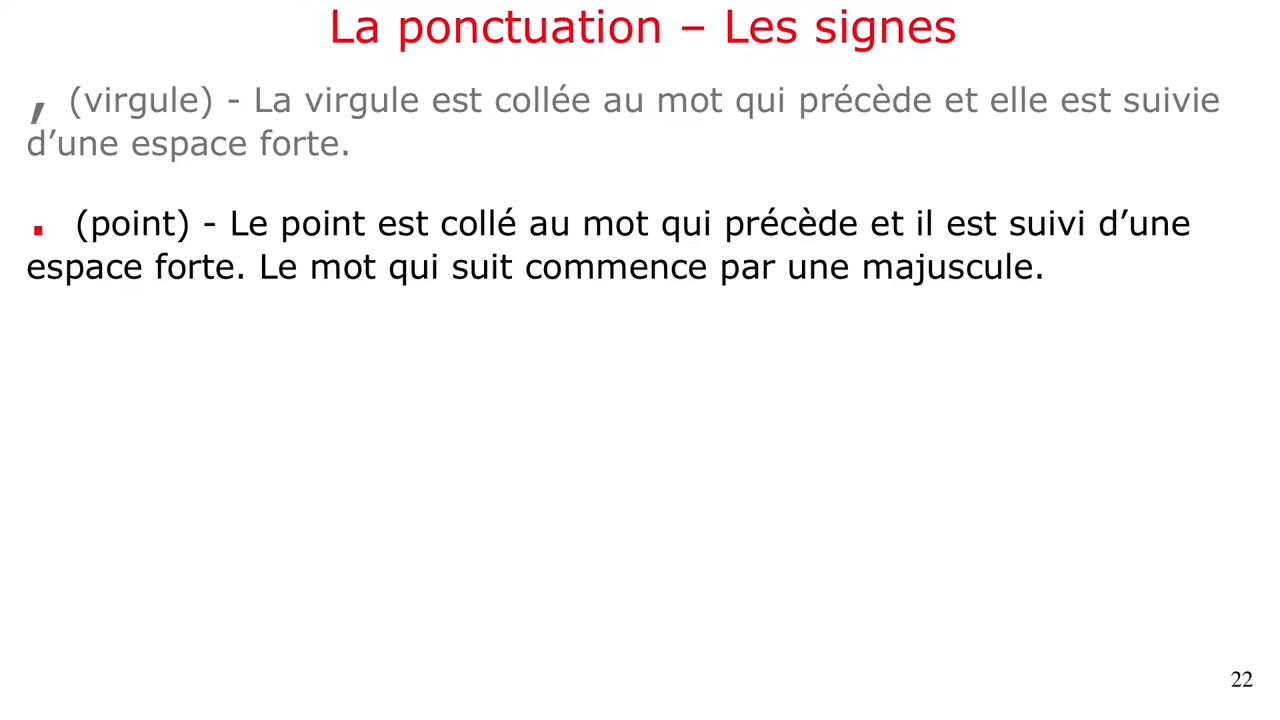 La ponctuation – Les signes
, (virgule) - La virgule est collée au mot qui précède et elle est suivie
d’une espace forte.
. (point) - Le point est collé au mot qui précède et il est suivi d’une
espace forte. Le mot qui suit commence par une majuscule.
22